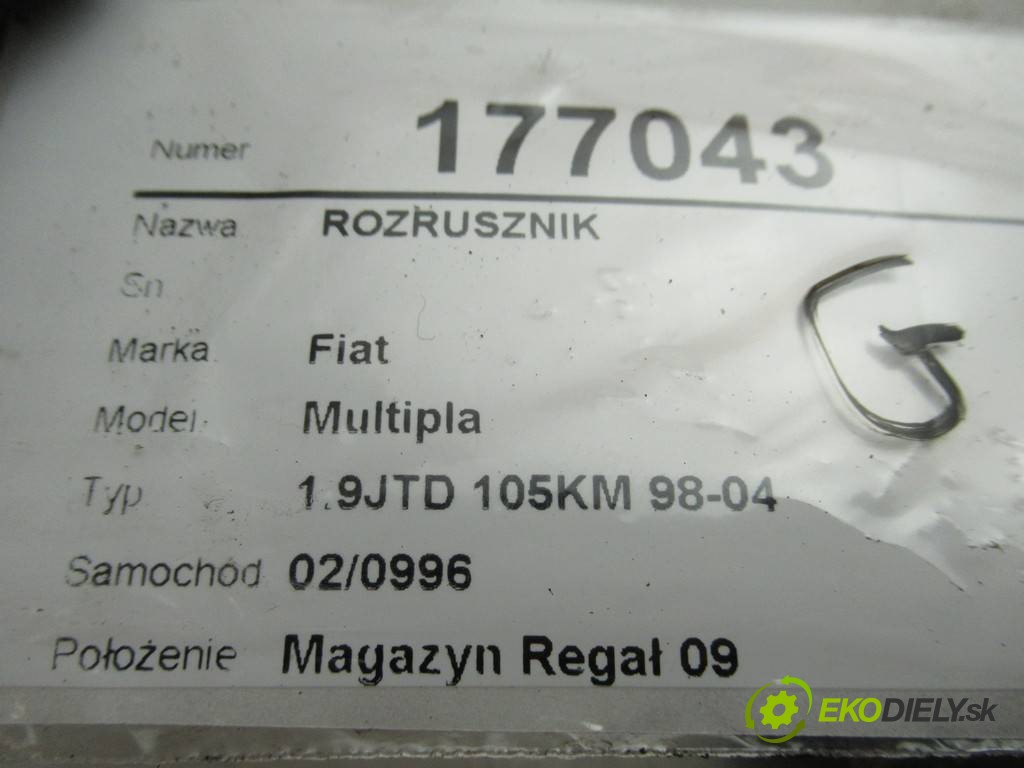 Numer 177043
Nazwa ROZRUSZNIK
Sn
Marka Fiat
Model Multipla
Typ 1.9JTD 105KM 98-04
G
Samochód 02/0996
Położenie Magazyn Regał 09
EKODIELY.sk